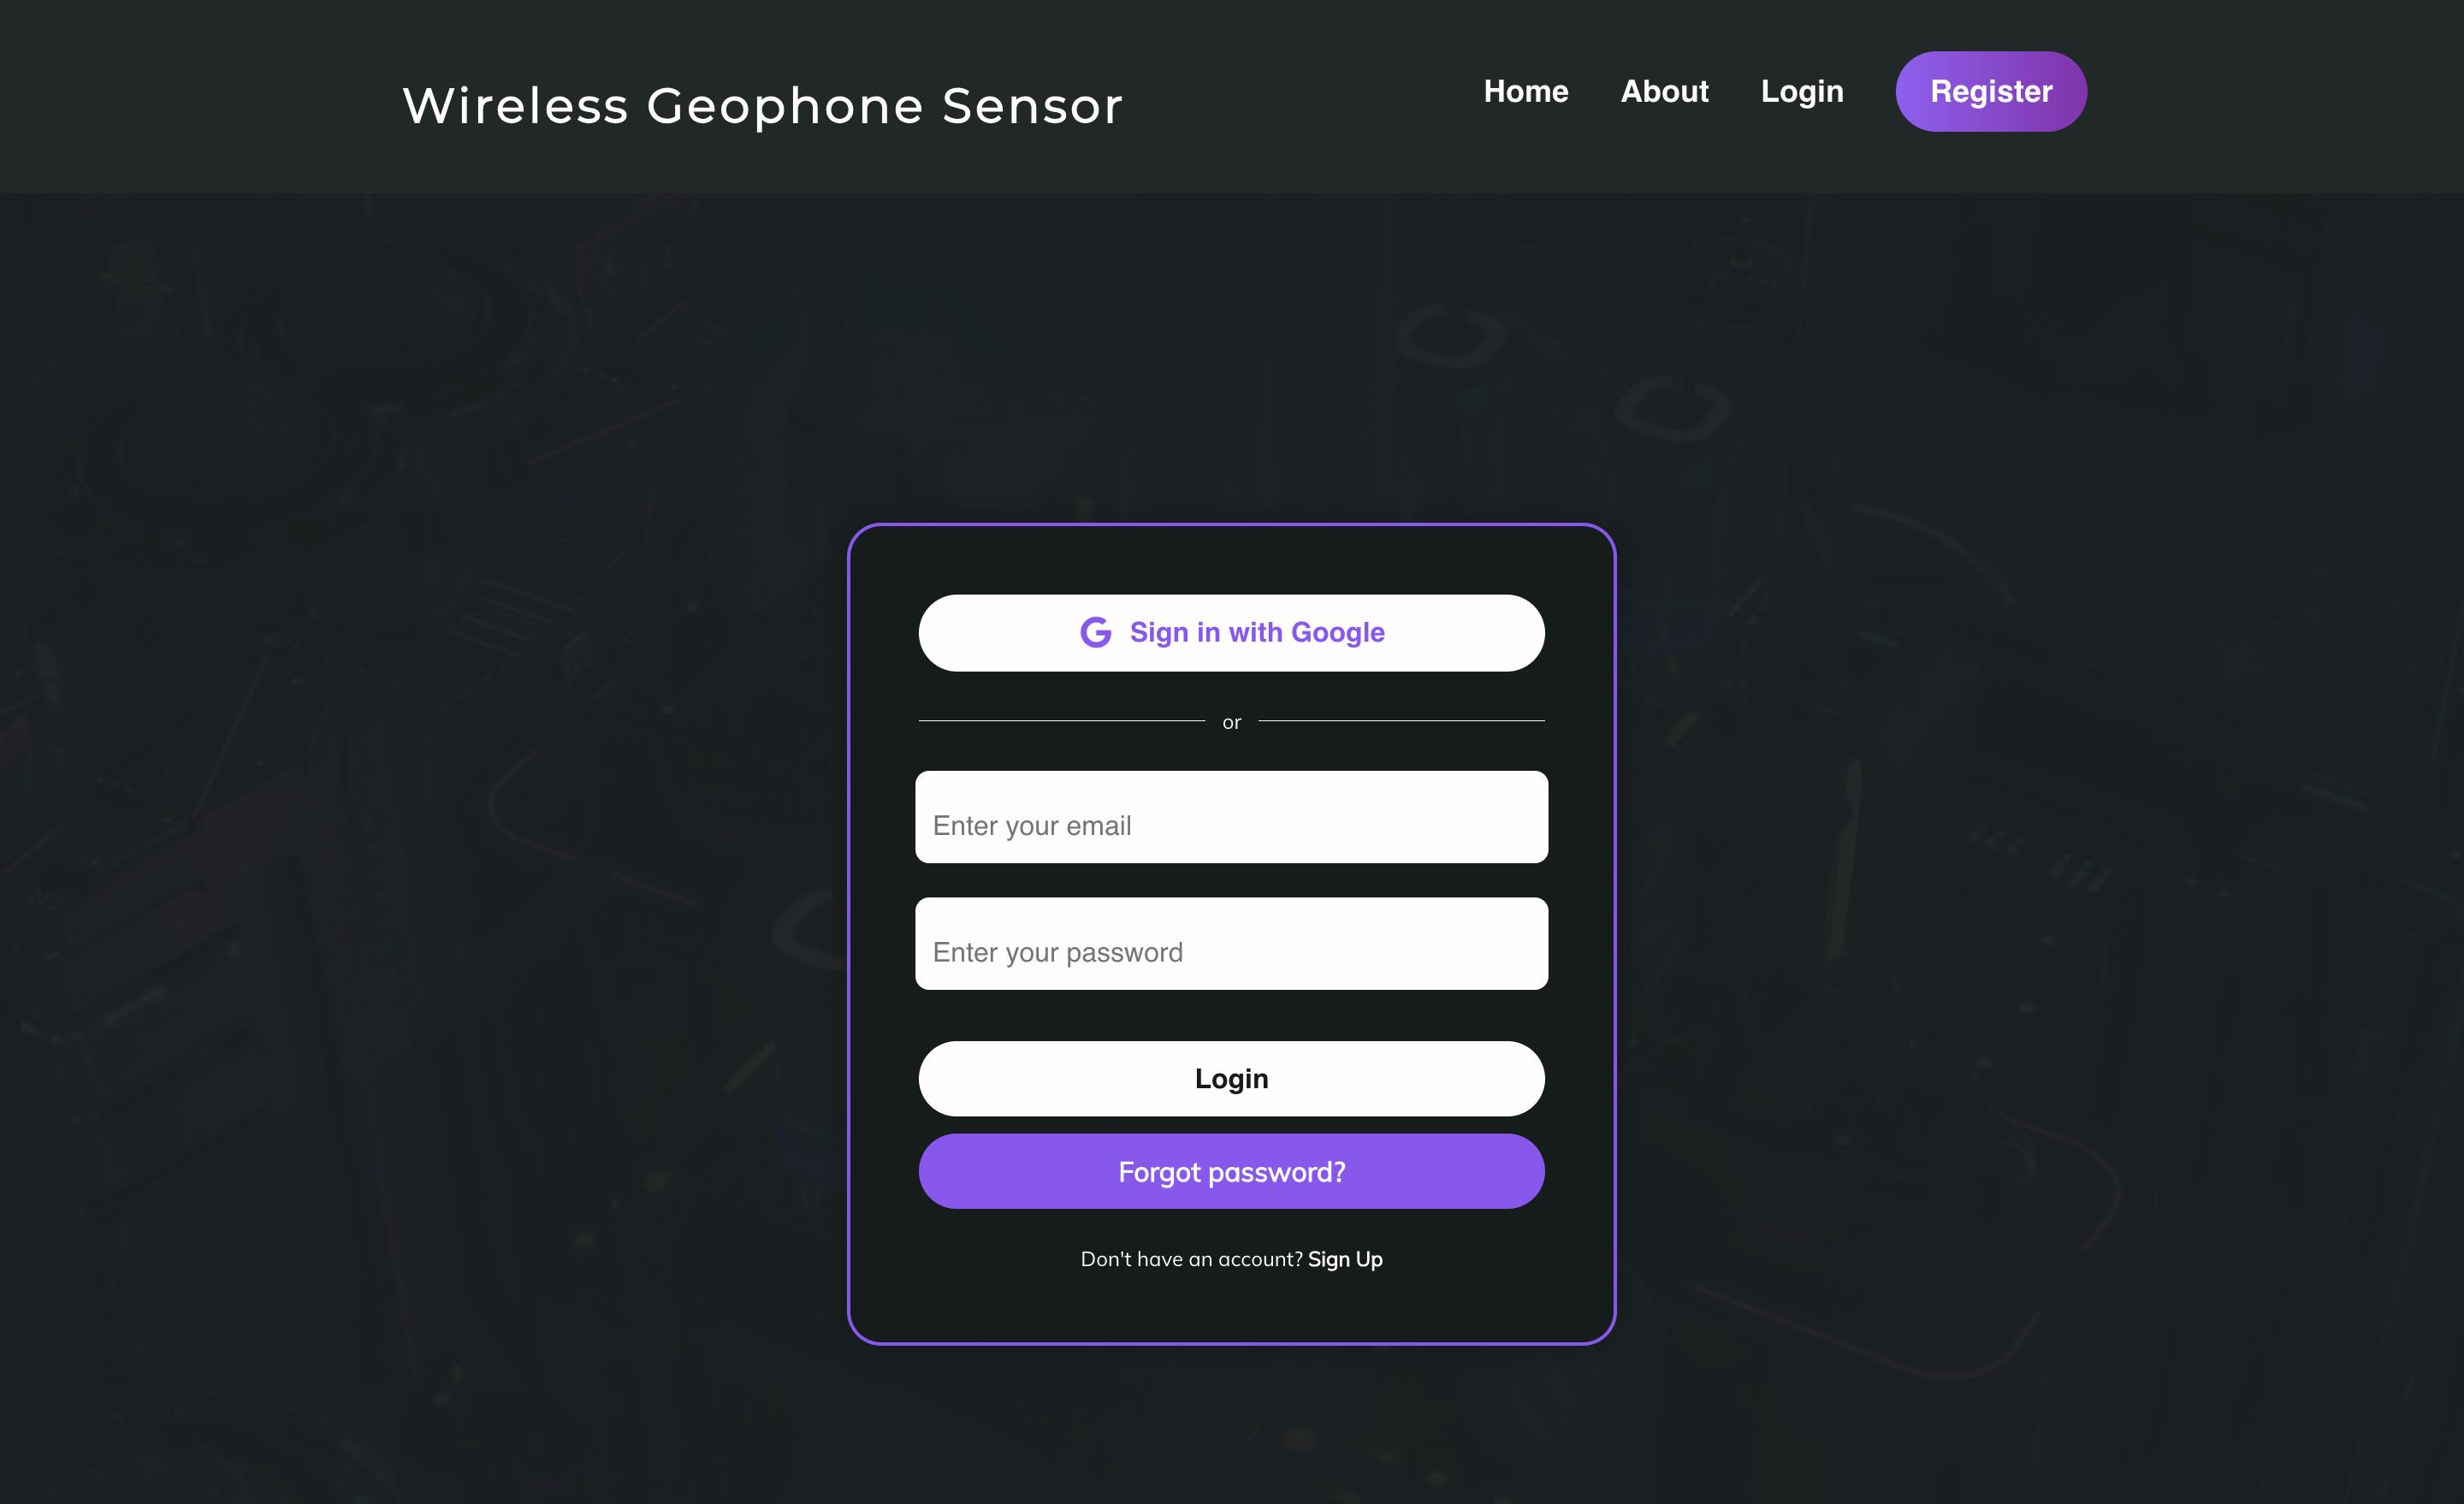 Wireless Geophone Sensor
Home About Login Register
Sign in with Google
or
Enter your email
Enter your password
Login
Forgot password?
Don't have an account? Sign Up